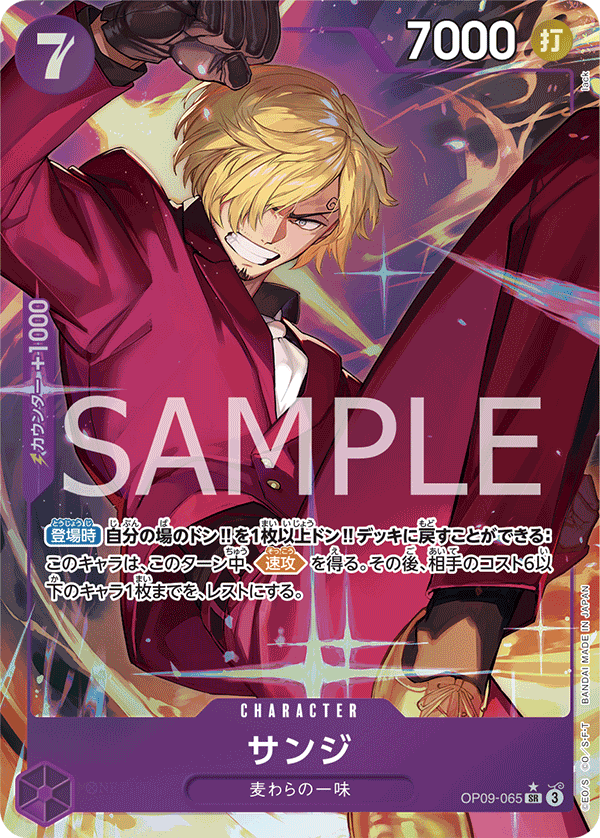 7
7000 打
lack
カウンター+1000
SAMPLE
登場時 自分の場のドン!!を1枚以上ドン!!デッキに戻すことができる:
このキャラは、このターン中、速攻を得る。その後、相手のコスト6以
下のキャラ1枚までを、レストにする。
CHARACTER
サンジ
麦わらの一味
OP09-065 SR 3
©E.O/S. ©O/S・F・T BANDAI MADE IN JAPAN